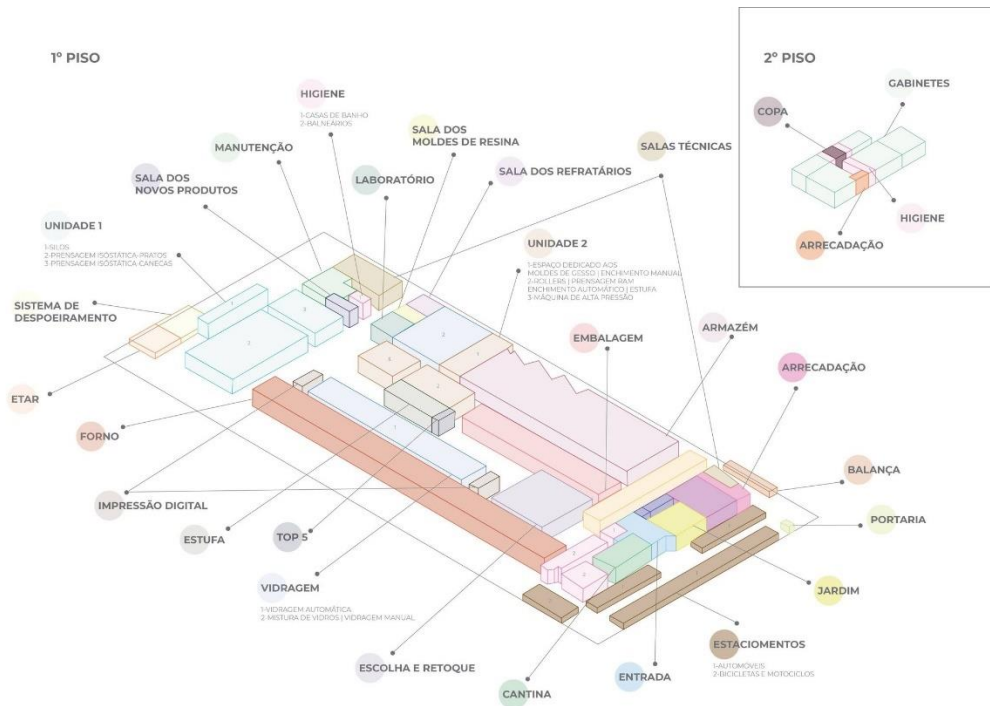 1º PISO
2º PISO
GABINETES
COPA
HIGIENE
ARRECADAÇÃO
HIGIENE
1-CASAS DE BANHO
2-BALNEÁRIOS
SALA DOS
MOLDES DE RESINA
SALAS TÉCNICAS
MANUTENÇÃO
LABORATÓRIO
SALA DOS REFRATÁRIOS
SALA DOS
NOVOS PRODUTOS
UNIDADE 1
1-SILOS
2-PRENSAGEM ISÓSTÁTICA-PRATOS
3-PRENSAGEM ISÓSTÁTICA-CANECAS
UNIDADE 2
1-ESPAÇO DEDICADO AOS
MOLDES DE GESSO | ENCHIMENTO MANUAL
2-ROLLERS | PRENSAGEM RAM
ENCHIMENTO AUTOMÁTICO | ESTUFA
3-MÁQUINA DE ALTA PRESSÃO
SISTEMA DE
DESPOEIRAMENTO
EMBALAGEM
ARMAZÉM
ARRECADAÇÃO
ETAR
FORNO
BALANÇA
IMPRESSÃO DIGITAL
PORTARIA
ESTUFA
TOP 5
VIDRAGEM
1-VIDRAGEM AUTOMÁTICA
2-MISTURA DE VIDROS | VIDRAGEM MANUAL
JARDIM
ESTACIOMENTOS
1-AUTOMÓVEIS
2-BICICLETAS E MOTOCICLOS
ESCOLHA E RETOQUE
ENTRADA
CANTINA